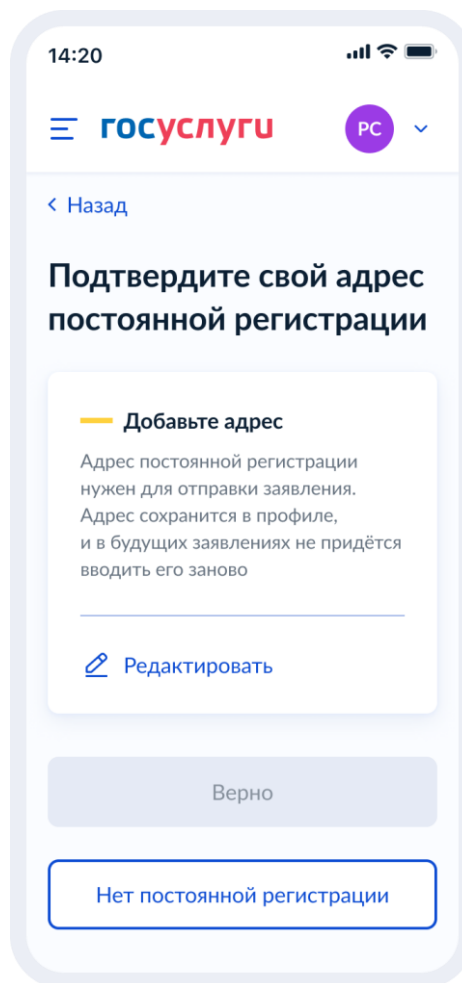 14:20
госуслуги
РС
Назад
Подтвердите свой адрес
постоянной регистрации
Добавьте адрес
Адрес постоянной регистрации
нужен для отправки заявления.
Адрес сохранится в профиле,
и в будущих заявлениях не придётся
вводить его заново
Редактировать
Верно
Нет постоянной регистрации